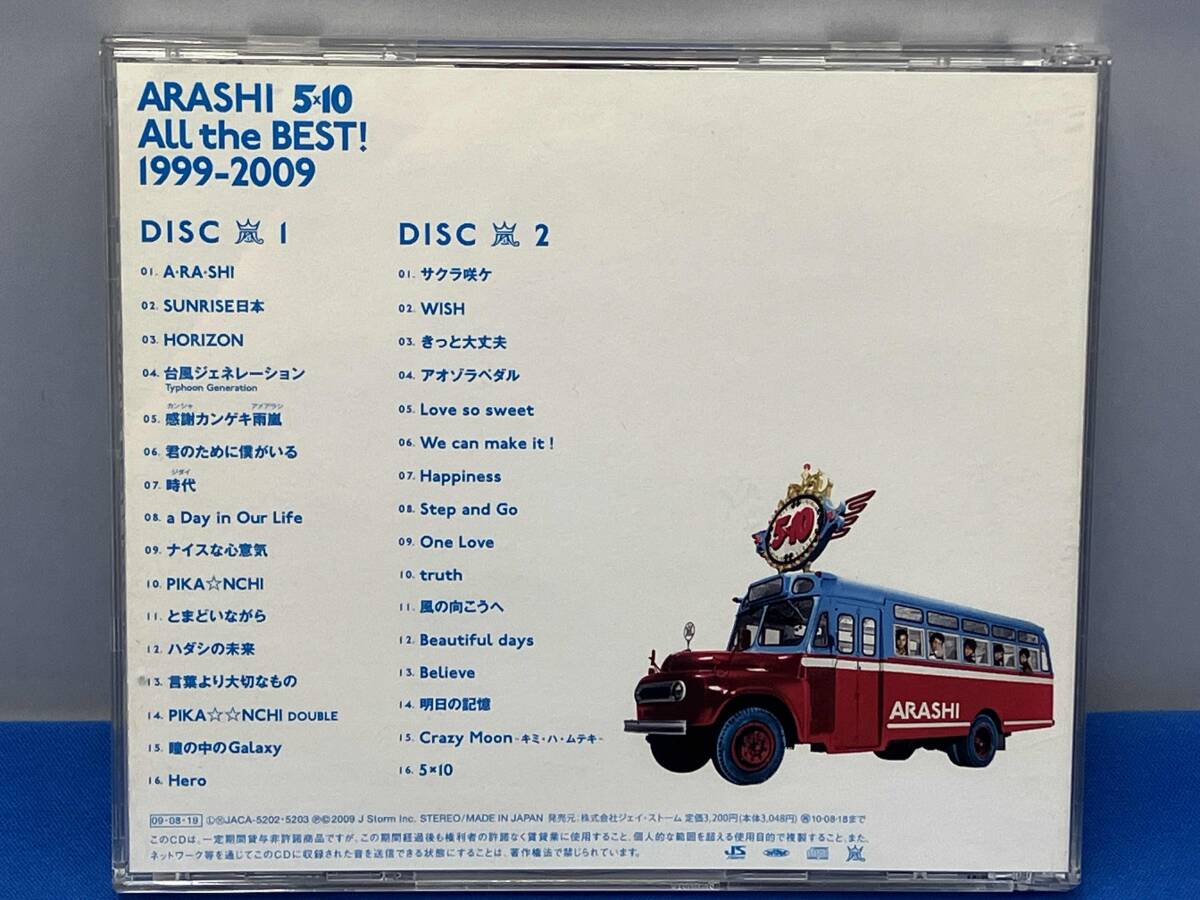 ARASHI 5×10
All the BEST!
1999-2009
DISC 嵐 1
01. A・RA・SHI
02. SUNRISE日本
03. HORIZON
04. 台風ジェネレーション
Typhoon Generation
カンシャ アメアラシ
05. 感謝カンゲキ雨嵐
06. 君のために僕がいる
ジダイ
07. 時代
08. a Day in Our Life
09. ナイスな心意気
10. PIKA☆NCHI
11. とまどいながら
12. ハダシの未来
13. 言葉より大切なもの
14. PIKA☆☆NCHI DOUBLE
15. 瞳の中のGalaxy
16. Hero
DISC 嵐 2
01. サクラ咲ケ
02. WISH
03. きっと大丈夫
04. アオゾラペダル
05. Love so sweet
06. We can make it !
07. Happiness
08. Step and Go
09. One Love
10. truth
11. 風の向こうへ
12. Beautiful days
13. Believe
14. 明日の記憶
15. Crazy Moon~キミ・ハ・ムテキ~
16. 5×10
5×10
ARASHI
09・08・19 ⓁⓍJACA-5202・5203 ℗©2009 J Storm Inc. STEREO/MADE IN JAPAN 発売元:株式会社ジェイ・ストーム 定価3,200円(本体3,048円) ㊢10・08・18まで
このCDは、一定期間貸与非許諾商品ですが、この期間経過後も権利者の許諾なく賃貸業に使用すること、個人的な範囲を超える使用目的で複製すること、また、
ネットワーク等を通じてこのCDに収録された音を送信できる状態にすることは、著作権法で禁じられています。
JS
嵐